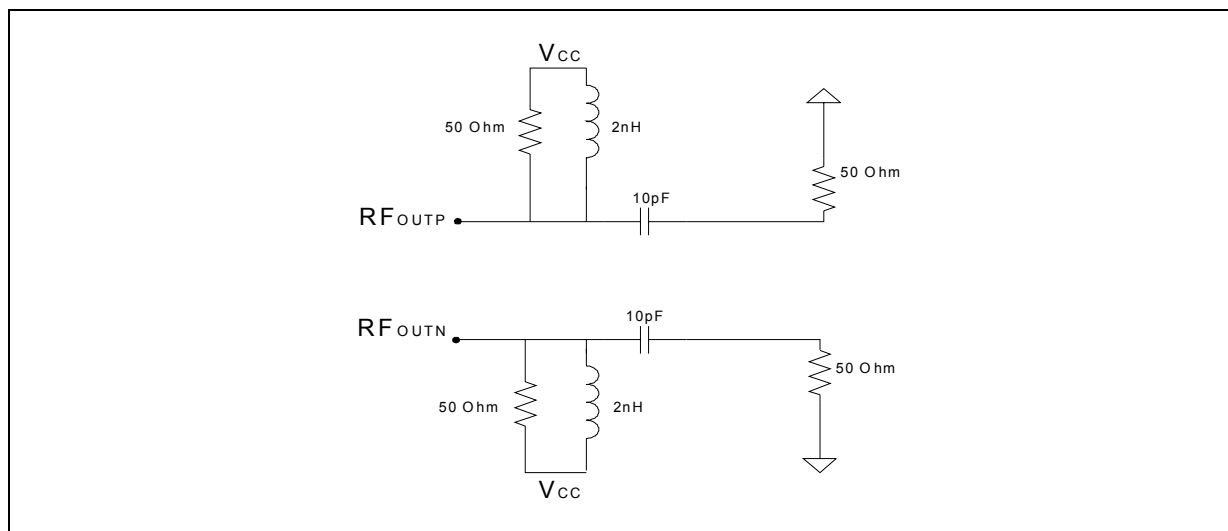 VCC
50 Ohm
2nH
50 Ohm
10pF
RFOUTP
10pF
RFOUTN
50 Ohm
50 Ohm
2nH
VCC